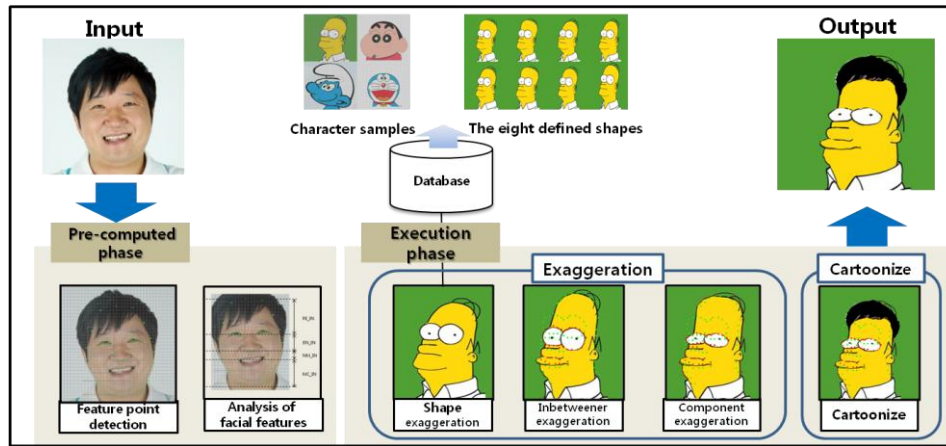 Input
Output
Character samples
The eight defined shapes
Database
Pre-computed
phase
Execution
phase
Exaggeration
Cartoonize
Feature point
detection
Analysis of
facial features
Shape
exaggeration
Inbetweener
exaggeration
Component
exaggeration
Cartoonize